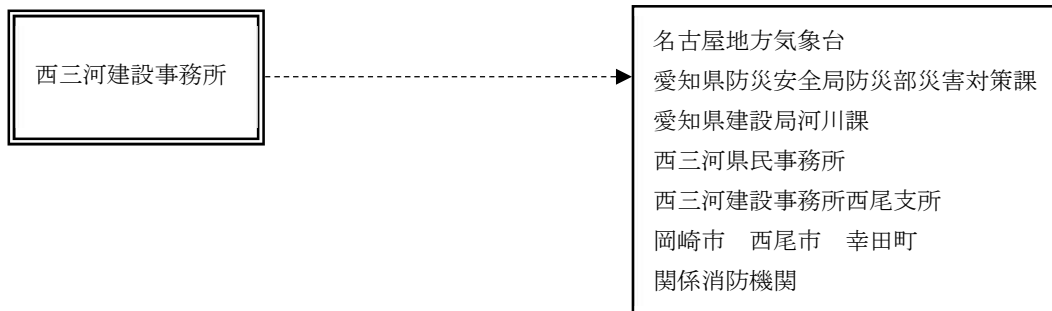 西三河建設事務所
名古屋地方気象台
愛知県防災安全局防災部災害対策課
愛知県建設局河川課
西三河県民事務所
西三河建設事務所西尾支所
岡崎市　西尾市　幸田町
関係消防機関